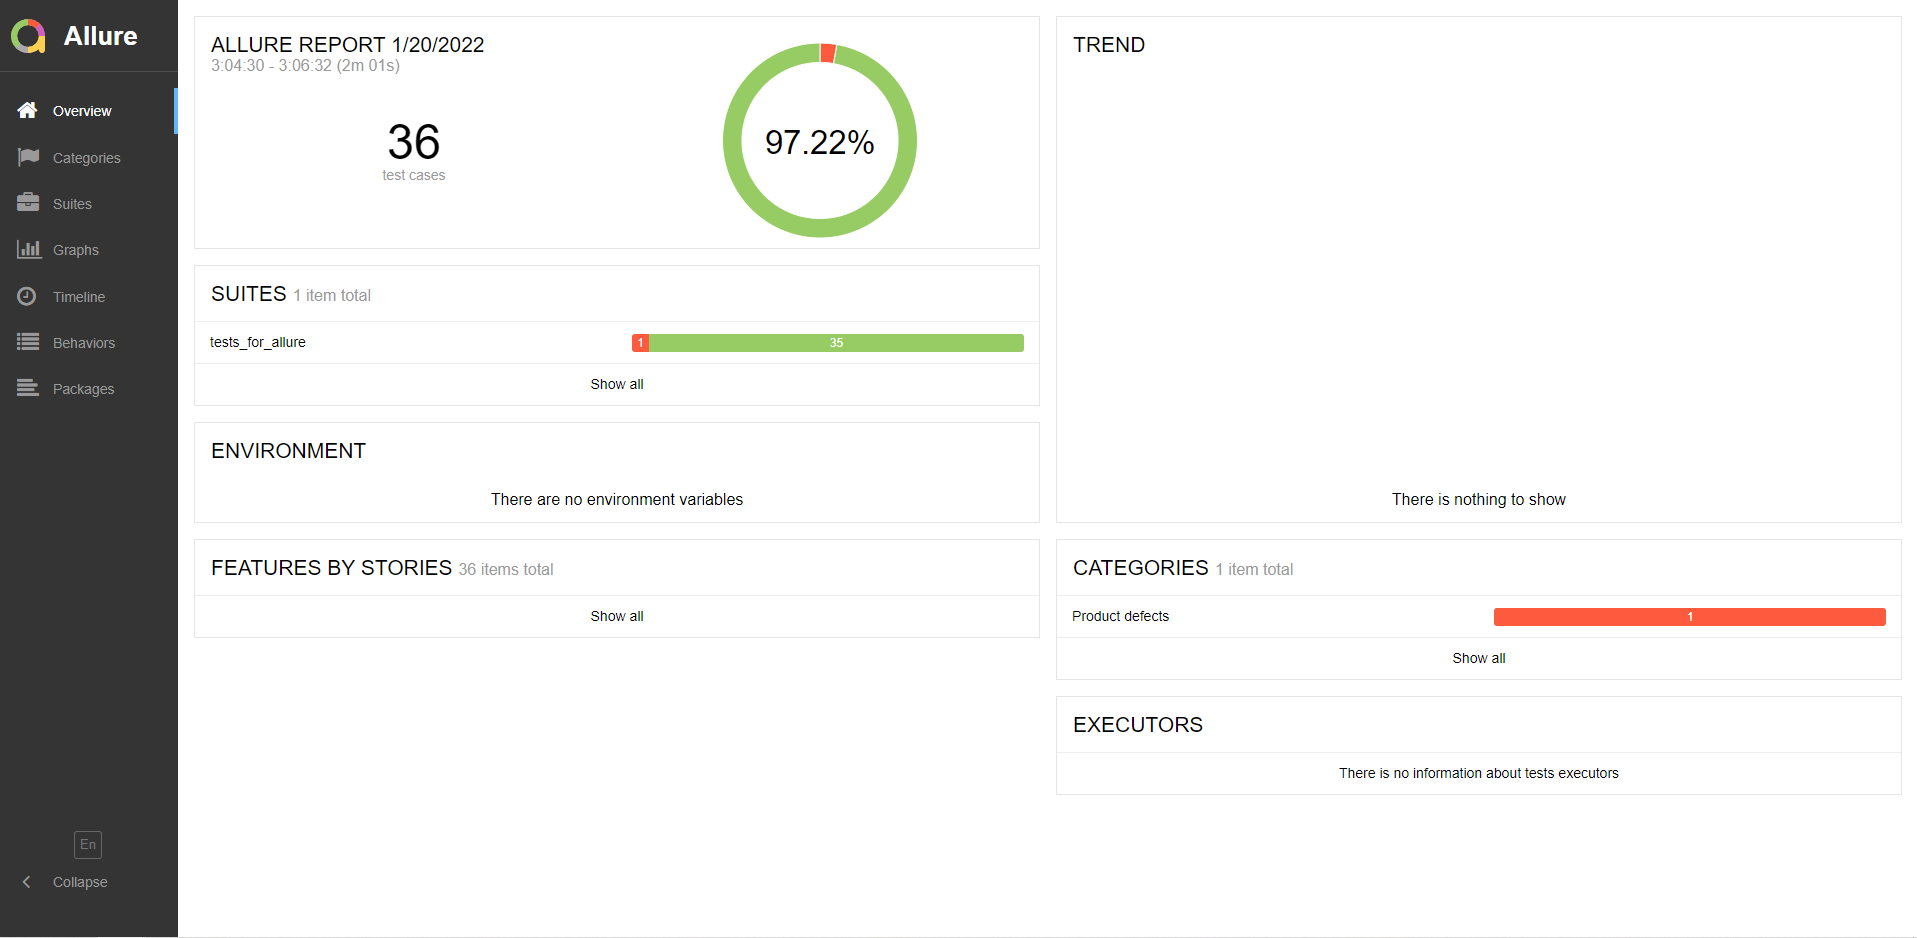 Allure
Overview
Categories
Suites
Graphs
Timeline
Behaviors
Packages
En
Collapse
ALLURE REPORT 1/20/2022
3:04:30 - 3:06:32 (2m 01s)
36
test cases
97.22%
SUITES 1 item total
tests_for_allure 1 35
Show all
ENVIRONMENT
There are no environment variables
FEATURES BY STORIES 36 items total
Show all
TREND
There is nothing to show
CATEGORIES 1 item total
Product defects 1
Show all
EXECUTORS
There is no information about tests executors